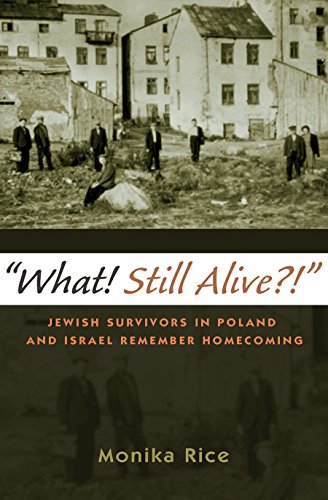 “What! Still Alive?!”
JEWISH SURVIVORS IN POLAND
AND ISRAEL REMEMBER HOMECOMING
Monika Rice